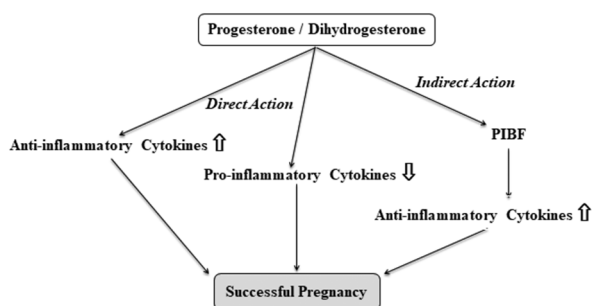 Progesterone / Dihydrogesterone
Indirect Action
Direct Action
PIBF
Anti-inflammatory Cytokines ⇧
Pro-inflammatory Cytokines ⇩
Anti-inflammatory Cytokines ⇧
Successful Pregnancy